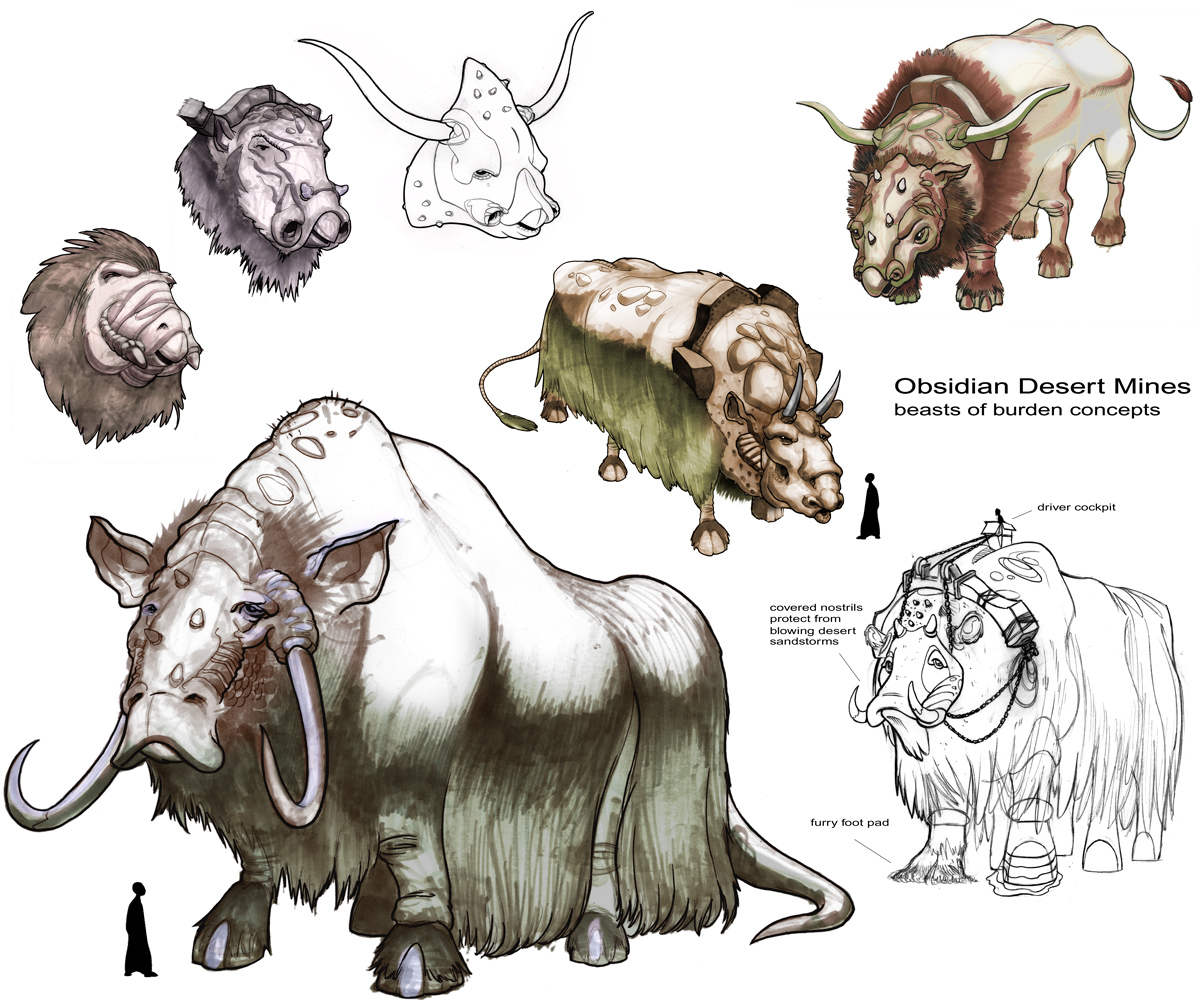 Obsidian Desert Mines
beasts of burden concepts
driver cockpit
covered nostrils
protect from
blowing desert
sandstorms
furry foot pad